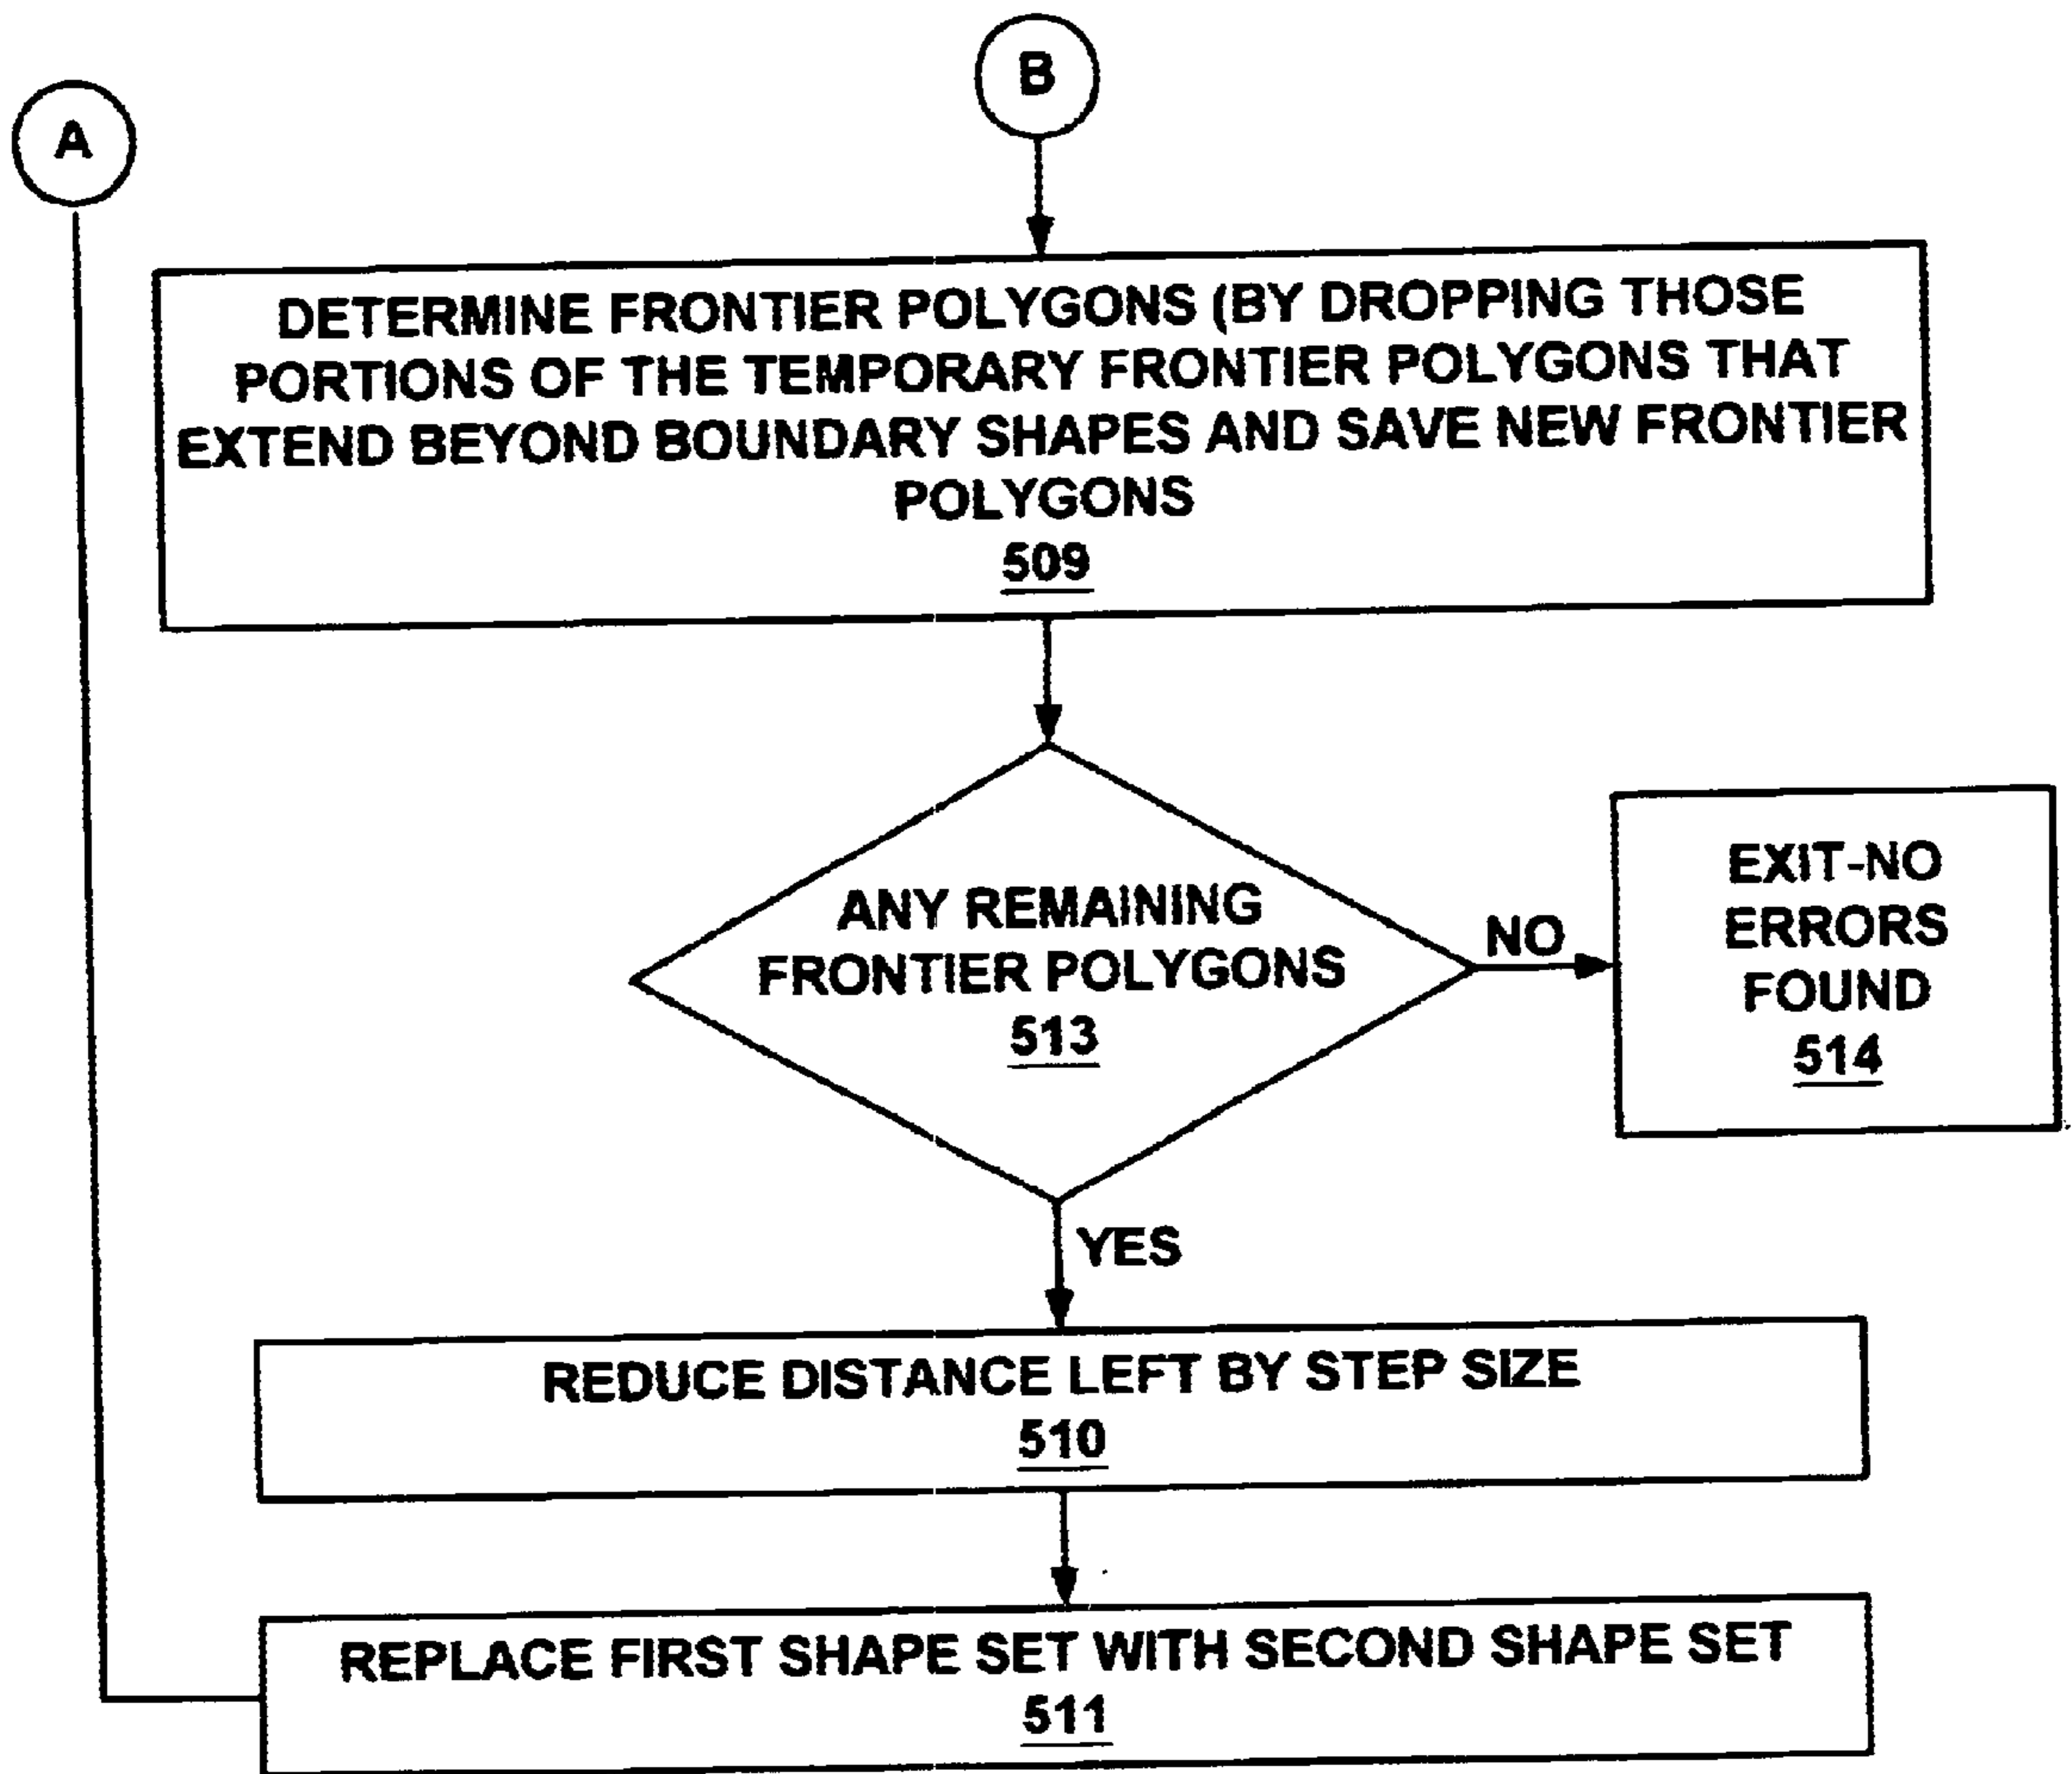 B
A
DETERMINE FRONTIER POLYGONS (BY DROPPING THOSE
PORTIONS OF THE TEMPORARY FRONTIER POLYGONS THAT
EXTEND BEYOND BOUNDARY SHAPES AND SAVE NEW FRONTIER
POLYGONS
509
ANY REMAINING
FRONTIER POLYGONS
513
NO
EXIT-NO
ERRORS
FOUND
514
YES
REDUCE DISTANCE LEFT BY STEP SIZE
510
REPLACE FIRST SHAPE SET WITH SECOND SHAPE SET
511